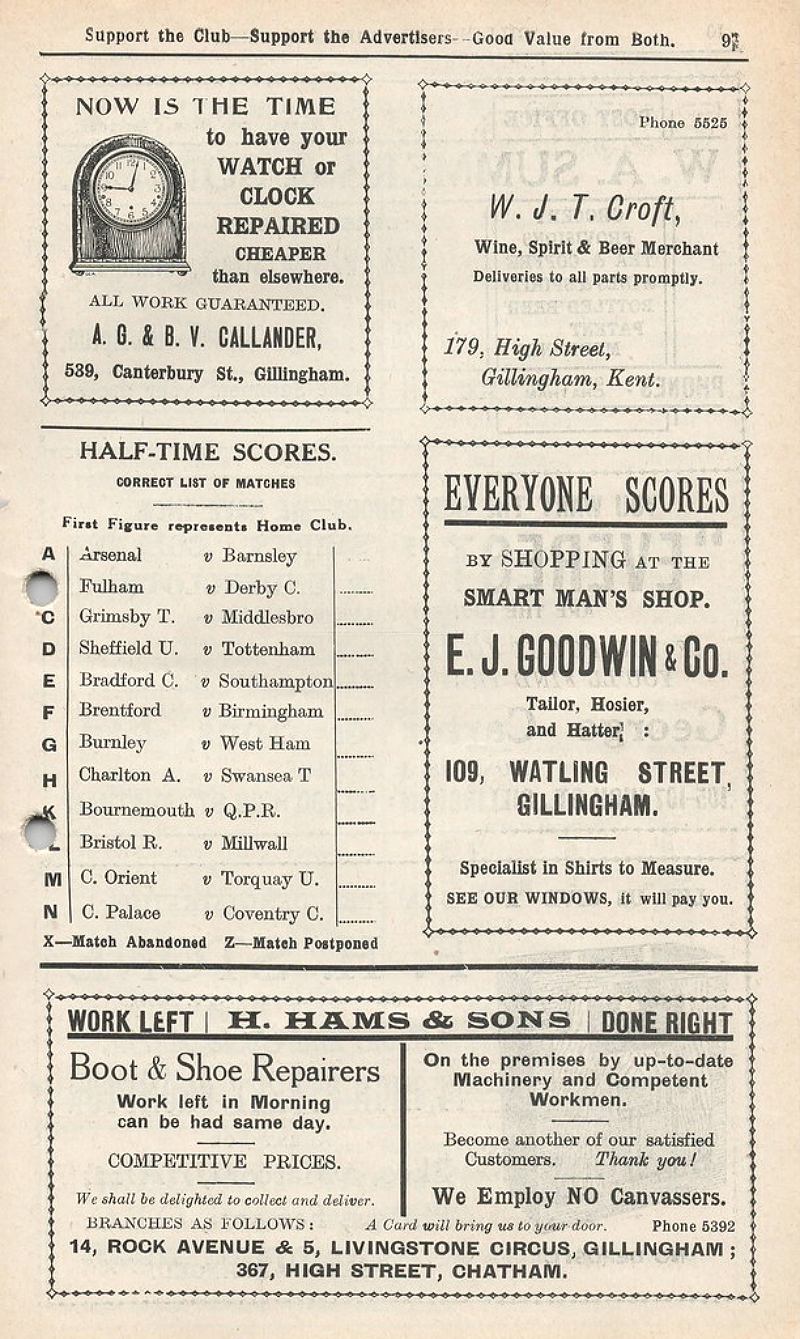 Support the Club—Support the Advertisers--Good Value from Both.
NOW IS THE TIME
to have your
WATCH or
CLOCK
REPAIRED
CHEAPER
than elsewhere.
ALL WORK GUARANTEED.
A. G. & B. V. CALLANDER,
539, Canterbury St., Gillingham.
Phone 5525
W. J. T. Croft,
Wine, Spirit & Beer Merchant
Deliveries to all parts promptly.
179, High Street,
Gillingham, Kent.
HALF-TIME SCORES.
CORRECT LIST OF MATCHES
First Figure represents Home Club.
A Arsenal v Barnsley
Fulham v Derby C.
C Grimsby T. v Middlesbro
D Sheffield U. v Tottenham
E Bradford C. v Southampton
F Brentford v Birmingham
G Burnley v West Ham
H Charlton A. v Swansea T
K Bournemouth v Q.P.R.
L Bristol R. v Millwall
M C. Orient v Torquay U.
N C. Palace v Coventry C.
X—Match Abandoned Z—Match Postponed
EVERYONE SCORES
BY SHOPPING AT THE
SMART MAN'S SHOP.
E. J. GOODWIN & Co.
Tailor, Hosier,
and Hatter, :
109, WATLING STREET,
GILLINGHAM.
Specialist in Shirts to Measure.
SEE OUR WINDOWS, it will pay you.
WORK LEFT | H. HAMS & SONS | DONE RIGHT
Boot & Shoe Repairers
Work left in Morning
can be had same day.
COMPETITIVE PRICES.
We shall be delighted to collect and deliver.
On the premises by up-to-date
Machinery and Competent
Workmen.
Become another of our satisfied
Customers. Thank you!
We Employ NO Canvassers.
BRANCHES AS FOLLOWS: A Card will bring us to your door. Phone 5392
14, ROCK AVENUE & 5, LIVINGSTONE CIRCUS, GILLINGHAM;
367, HIGH STREET, CHATHAM.